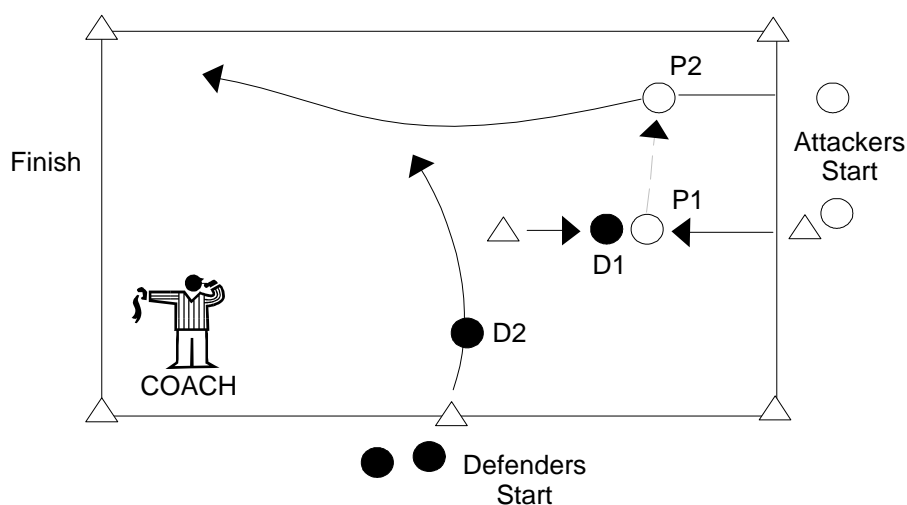 P2
Attackers
Start
Finish
P1
D1
D2
COACH
Defenders
Start